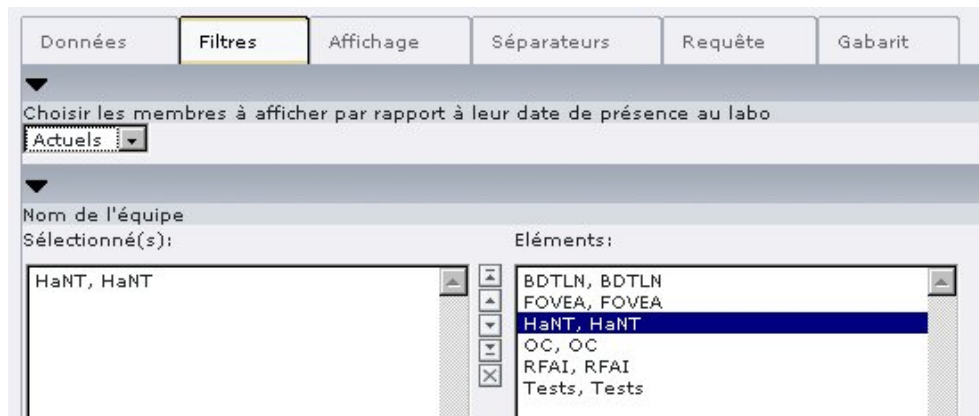 Données Filtres Affichage Séparateurs Requête Gabarit
Choisir les membres à afficher par rapport à leur date de présence au labo
Actuels
Nom de l'équipe
Sélectionné(s): Eléments:
HaNT, HaNT
BDTLN, BDTLN
FOVEA, FOVEA
HaNT, HaNT
OC, OC
RFAI, RFAI
Tests, Tests